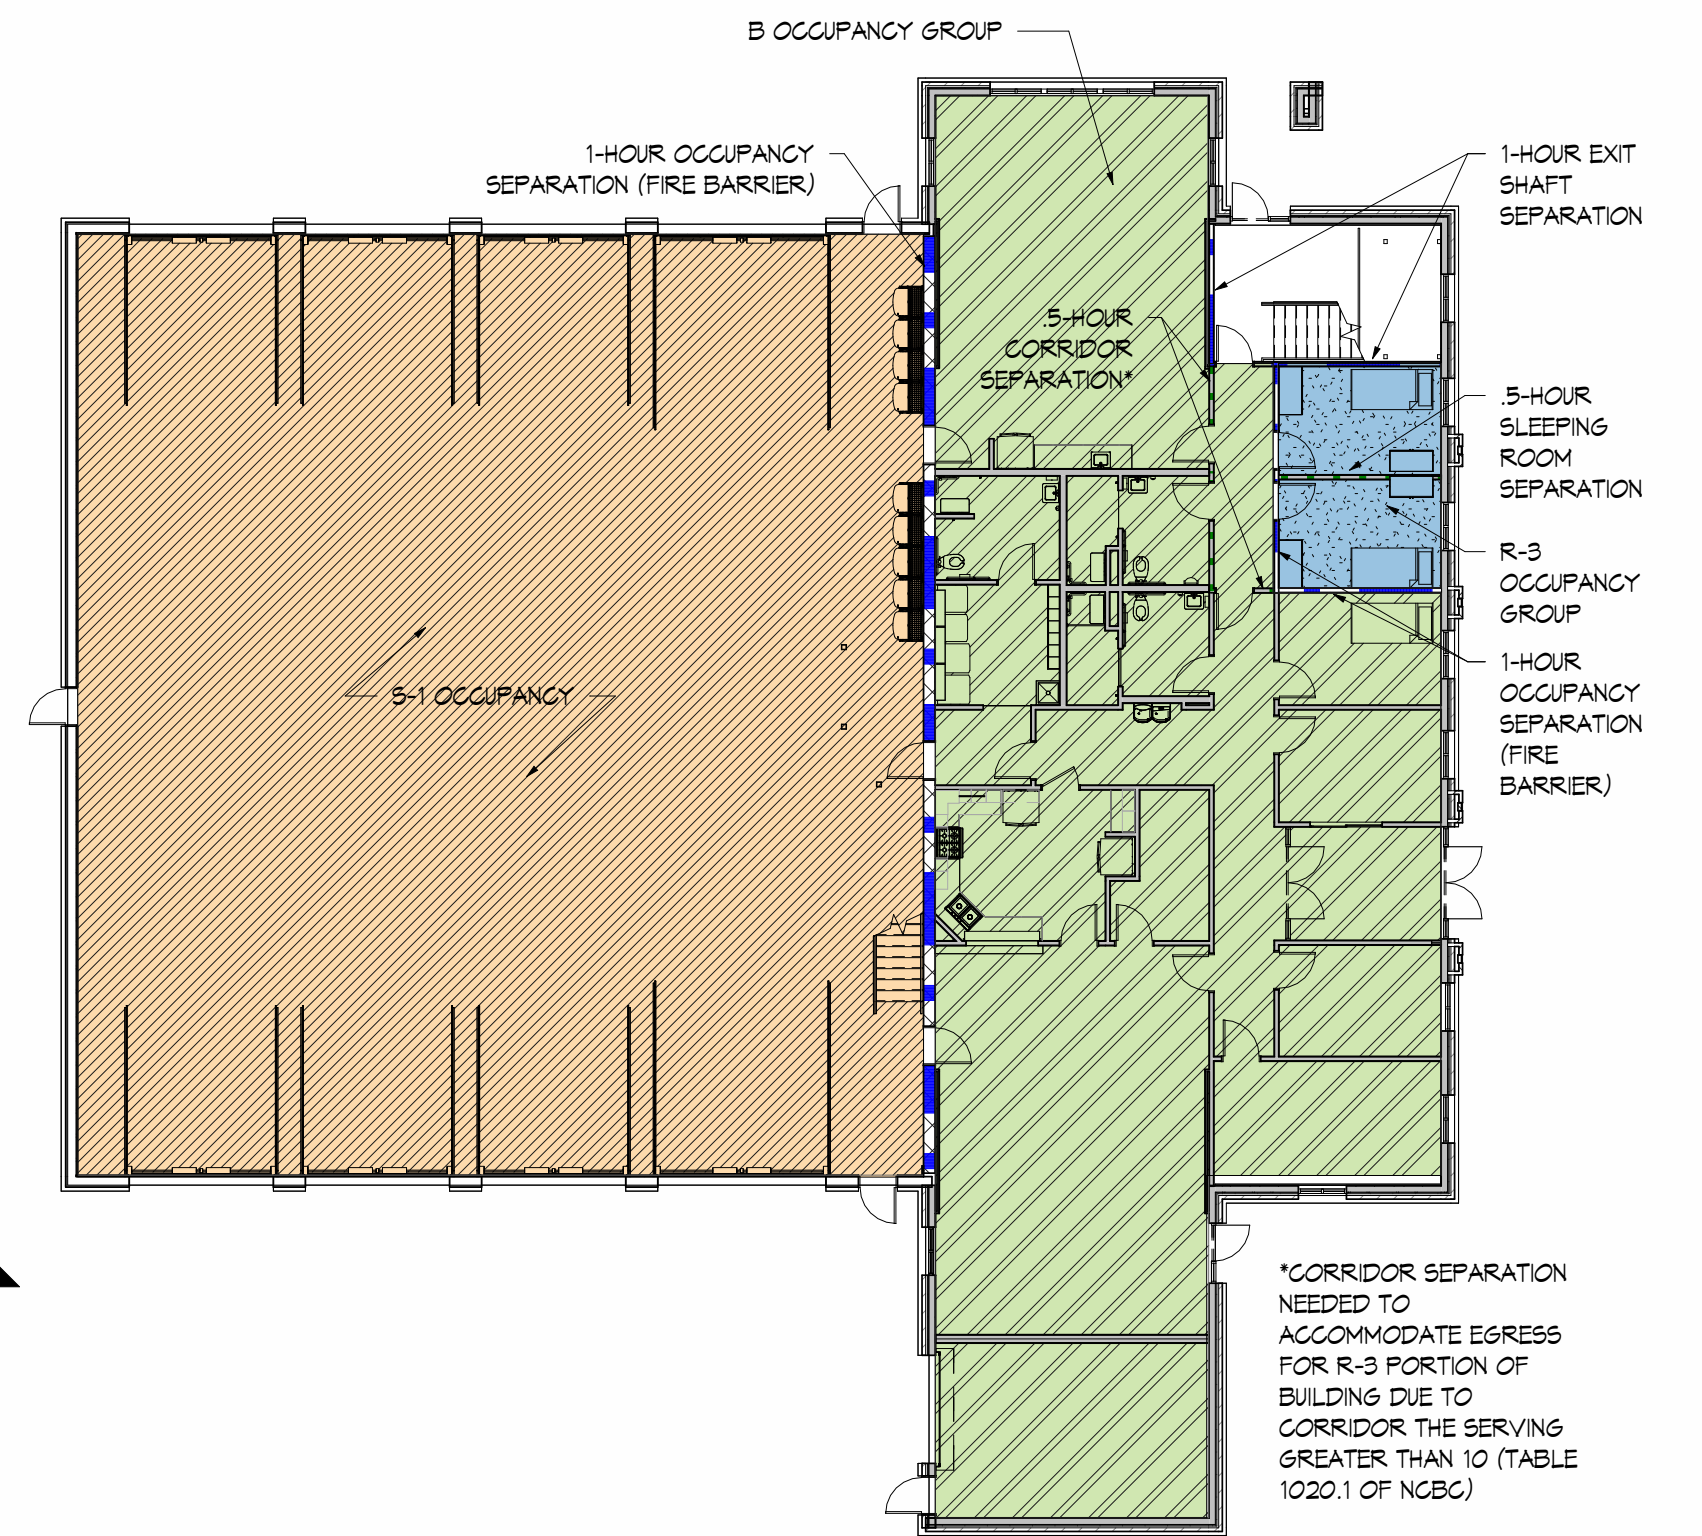 B OCCUPANCY GROUP
1-HOUR OCCUPANCY
SEPARATION (FIRE BARRIER)
1-HOUR EXIT
SHAFT
SEPARATION
.5-HOUR
CORRIDOR
SEPARATION*
.5-HOUR
SLEEPING
ROOM
SEPARATION
R-3
OCCUPANCY
GROUP
1-HOUR
OCCUPANCY
SEPARATION
(FIRE
BARRIER)
S-1 OCCUPANCY
*CORRIDOR SEPARATION
NEEDED TO
ACCOMMODATE EGRESS
FOR R-3 PORTION OF
BUILDING DUE TO
CORRIDOR THE SERVING
GREATER THAN 10 (TABLE
1020.1 OF NCBC)